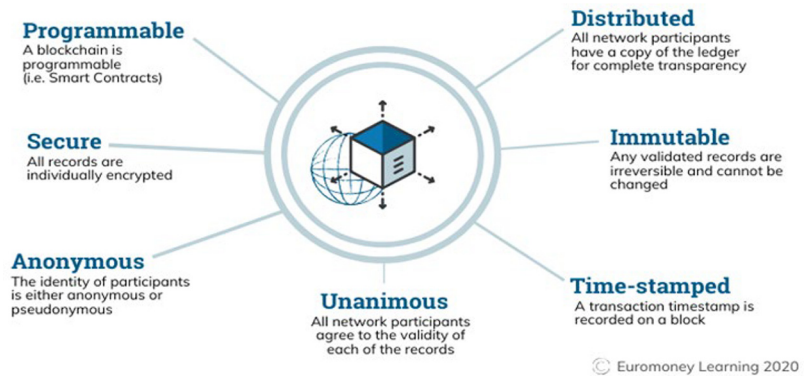 Programmable
A blockchain is
programmable
(i.e. Smart Contracts)
Distributed
All network participants
have a copy of the ledger
for complete transparency
Secure
All records are
individually encrypted
Immutable
Any validated records are
irreversible and cannot be
changed
Anonymous
The identity of participants
is either anonymous or
pseudonymous
Unanimous
All network participants
agree to the validity of
each of the records
Time-stamped
A transaction timestamp is
recorded on a block
© Euromoney Learning 2020